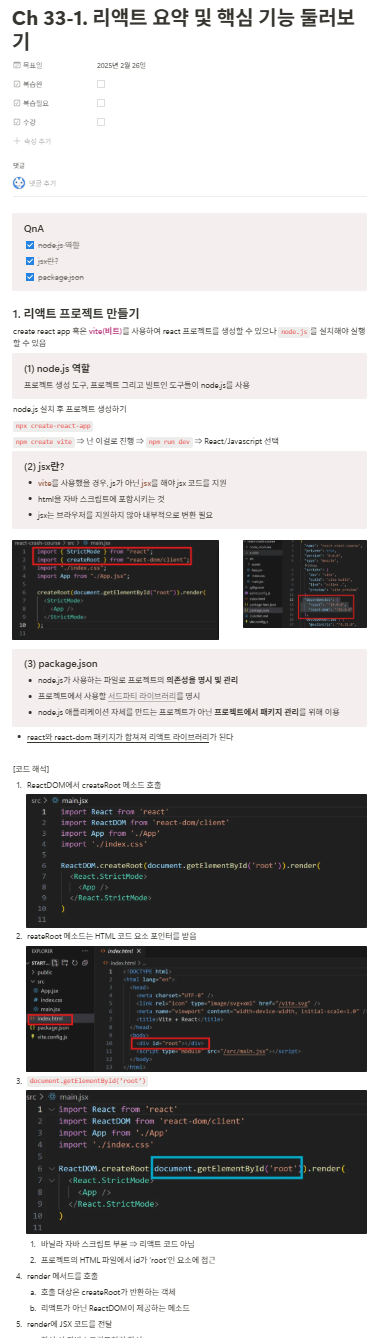 Ch 33-1. 리액트 요약 및 핵심 기능 둘러보
기
목표일 2025년 2월 26일
복습완
복습필요
수강
속성 추가
댓글
댓글 추가
QnA
node.js 역할
jsx란?
package.json
1. 리액트 프로젝트 만들기
create react app 혹은 vite(비트)를 사용하여 react 프로젝트를 생성할 수 있으나 node.js 를 설치해야 실행
할 수 있음
(1) node.js 역할
프로젝트 생성 도구, 프로젝트 그리고 빌트인 도구들이 node.js를 사용
node.js 설치 후 프로젝트 생성하기
npx create-react-app
npm create vite ⇒ 난 이걸로 진행 ⇒ npm run dev ⇒ React/Javascript 선택
(2) jsx란?
• vite를 사용했을 경우, js가 아닌 jsx를 해야 jsx 코드를 지원
• html을 자바 스크립트에 포함시키는 것
• jsx는 브라우저를 지원하지 않아 내부적으로 변환 필요
react-crash-course > src > main.jsx
1 import { StrictMode } from "react";
2 import { createRoot } from "react-dom/client";
3 import "./index.css";
4 import App from "./App.jsx";
5
6 createRoot(document.getElementById("root")).render(
7 <StrictMode>
8 <App />
9 </StrictMode>
10 );
(3) package.json
• node.js가 사용하는 파일로 프로젝트의 의존성을 명시 및 관리
• 프로젝트에서 사용할 서드파티 라이브러리를 명시
• node.js 애플리케이션 자체를 만드는 프로젝트가 아닌 프로젝트에서 패키지 관리를 위해 이용
• react와 react-dom 패키지가 합쳐져 리액트 라이브러리가 된다
[코드 해석]
1. ReactDOM에서 createRoot 메소드 호출
src > main.jsx
1 import React from 'react'
2 import ReactDOM from 'react-dom/client'
3 import App from './App'
4 import './index.css'
5
6 ReactDOM.createRoot(document.getElementById('root')).render(
7 <React.StrictMode>
8 <App />
9 </React.StrictMode>
10 )
11
2. reateRoot 메소드는 HTML 코드 요소 포인터를 받음
EXPLORER
index.html
START...
public
src
App.jsx
index.css
main.jsx
index.html
package.json
vite.config.js
index.html > ...
1 <!DOCTYPE html>
2 <html lang="en">
3 <head>
4 <meta charset="UTF-8" />
5 <link rel="icon" type="image/svg+xml" href="/vite.svg" />
6 <meta name="viewport" content="width=device-width, initial-scale=1.0" />
7 <title>Vite + React</title>
8 </head>
9 <body>
10 <div id="root"></div>
11 <script type="module" src="/src/main.jsx"></script>
12 </body>
13 </html>
3. document.getElementById('root')
src > main.jsx
1 import React from 'react'
2 import ReactDOM from 'react-dom/client'
3 import App from './App'
4 import './index.css'
5
6 ReactDOM.createRoot(document.getElementById('root')).render(
7 <React.StrictMode>
8 <App />
9 </React.StrictMode>
10 )
11
1. 바닐라 자바 스크립트 부분 ⇒ 리액트 코드 아님
2. 프로젝트의 HTML 파일에서 id가 'root'인 요소에 접근
4. render 메서드를 호출
a. 호출 대상은 createRoot가 반환하는 객체
b. 리액트가 아닌 ReactDOM이 제공하는 메소드
5. render에 JSX 코드를 전달